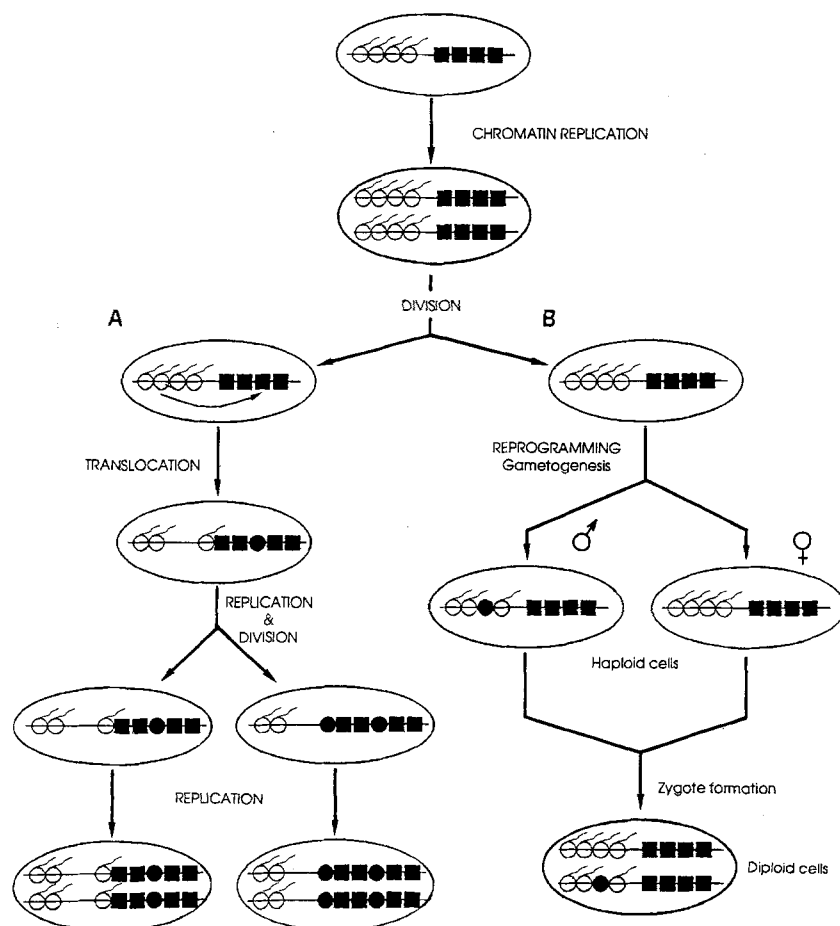 CHROMATIN REPLICATION
DIVISION
A
B
REPROGRAMMING
Gametogenesis
TRANSLOCATION
♂
♀
REPLICATION
&
DIVISION
Haploid cells
REPLICATION
Zygote formation
Diploid cells